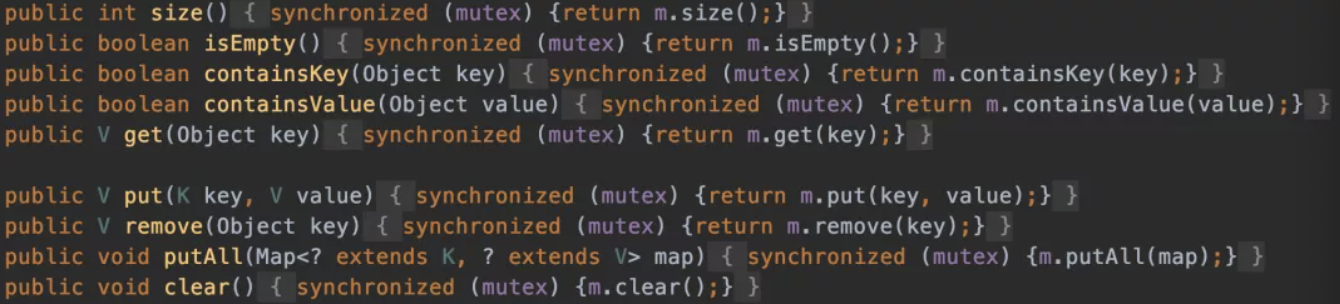 public int size() { synchronized (mutex) {return m.size();} }
public boolean isEmpty() { synchronized (mutex) {return m.isEmpty();} }
public boolean containsKey(Object key) { synchronized (mutex) {return m.containsKey(key);} }
public boolean containsValue(Object value) { synchronized (mutex) {return m.containsValue(value);} }
public V get(Object key) { synchronized (mutex) {return m.get(key);} }
public V put(K key, V value) { synchronized (mutex) {return m.put(key, value);} }
public V remove(Object key) { synchronized (mutex) {return m.remove(key);} }
public void putAll(Map<? extends K, ? extends V> map) { synchronized (mutex) {m.putAll(map);} }
public void clear() { synchronized (mutex) {m.clear();} }